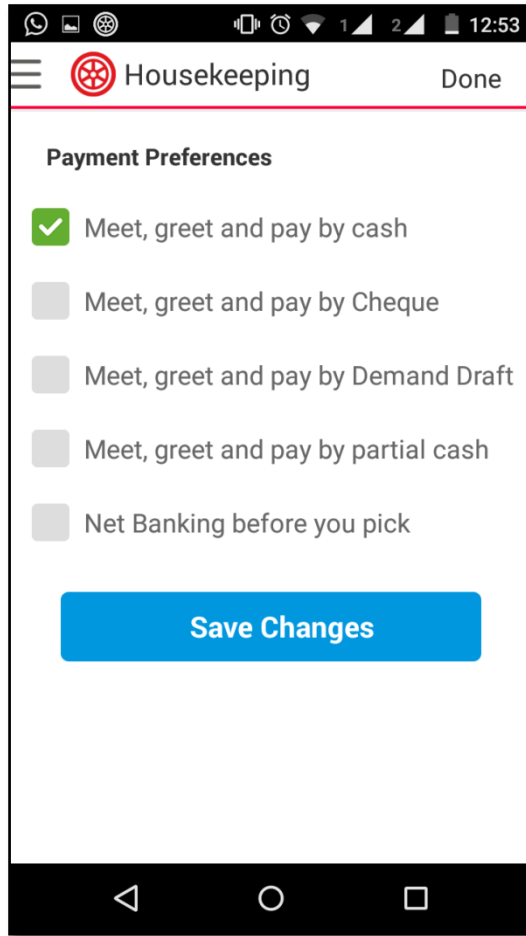 1 2 12:53
Housekeeping Done
Payment Preferences
Meet, greet and pay by cash
Meet, greet and pay by Cheque
Meet, greet and pay by Demand Draft
Meet, greet and pay by partial cash
Net Banking before you pick
Save Changes